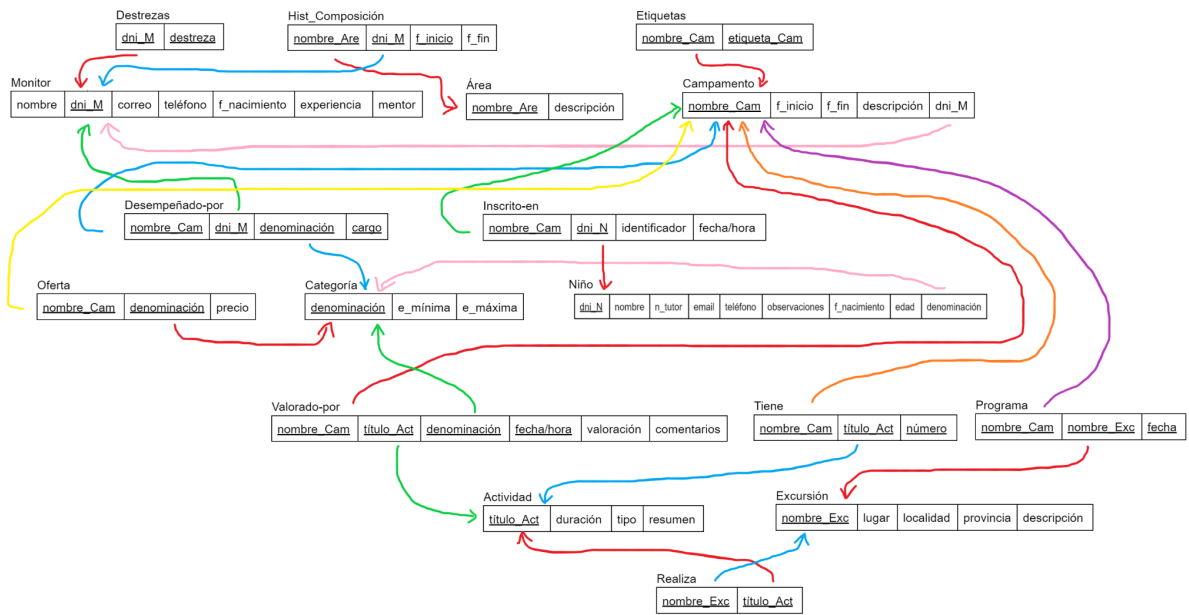 Destrezas
dni_M destreza
Hist_Composición
nombre_Are dni_M f_inicio f_fin
Etiquetas
nombre_Cam etiqueta_Cam
Monitor
nombre dni_M correo teléfono f_nacimiento experiencia mentor
Área
nombre_Are descripción
Campamento
nombre_Cam f_inicio f_fin descripción dni_M
Desempeñado-por
nombre_Cam dni_M denominación cargo
Inscrito-en
nombre_Cam dni_N identificador fecha/hora
Oferta
nombre_Cam denominación precio
Categoría
denominación e_mínima e_máxima
Niño
dni_N nombre n_tutor email teléfono observaciones f_nacimiento edad denominación
Valorado-por
nombre_Cam título_Act denominación fecha/hora valoración comentarios
Tiene
nombre_Cam título_Act número
Programa
nombre_Cam nombre_Exc fecha
Actividad
título_Act duración tipo resumen
Excursión
nombre_Exc lugar localidad provincia descripción
Realiza
nombre_Exc título_Act